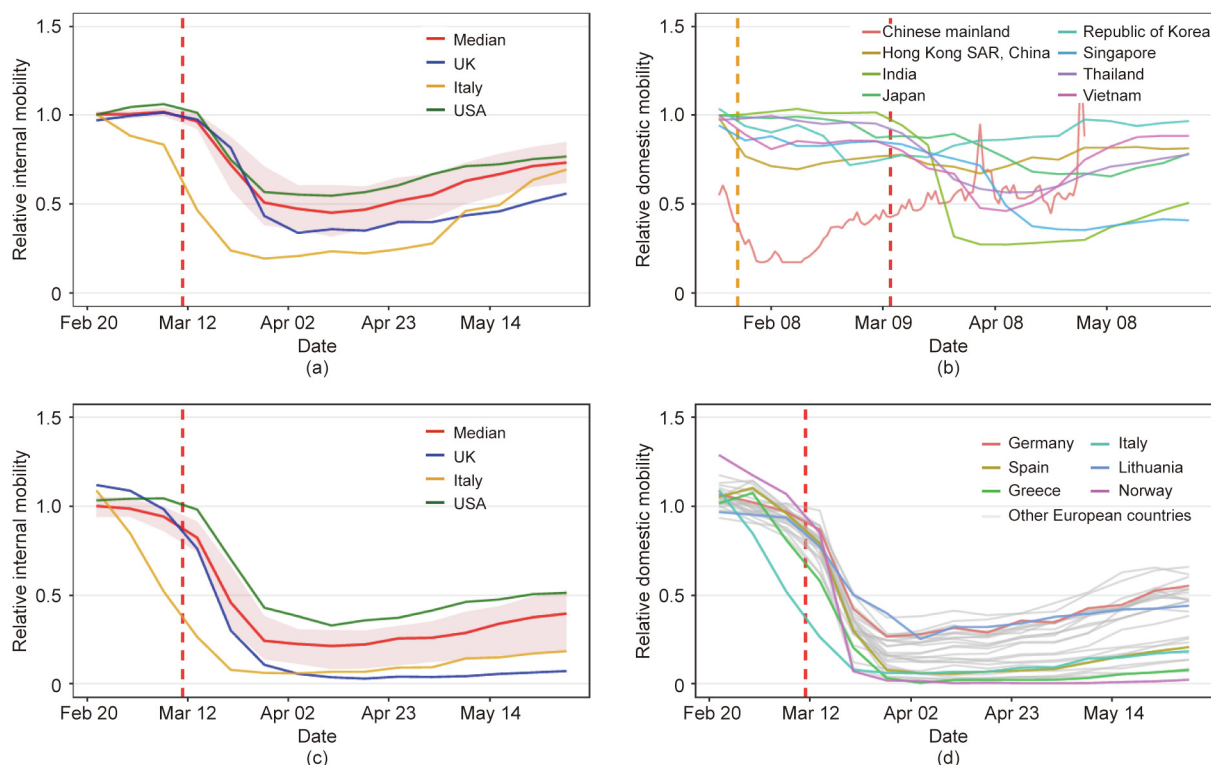 Relative internal mobility
1.5
1.0
0.5
0
Median
UK
Italy
USA
Feb 20
Mar 12
Apr 02
Apr 23
May 14
Date
(a)
Relative domestic mobility
1.5
1.0
0.5
0
Chinese mainland
Hong Kong SAR, China
India
Japan
Republic of Korea
Singapore
Thailand
Vietnam
Feb 08
Mar 09
Apr 08
May 08
Date
(b)
Relative internal mobility
1.5
1.0
0.5
0
Median
UK
Italy
USA
Feb 20
Mar 12
Apr 02
Apr 23
May 14
Date
(c)
Relative domestic mobility
1.5
1.0
0.5
0
Germany
Spain
Greece
Italy
Lithuania
Norway
Other European countries
Feb 20
Mar 12
Apr 02
Apr 23
May 14
Date
(d)